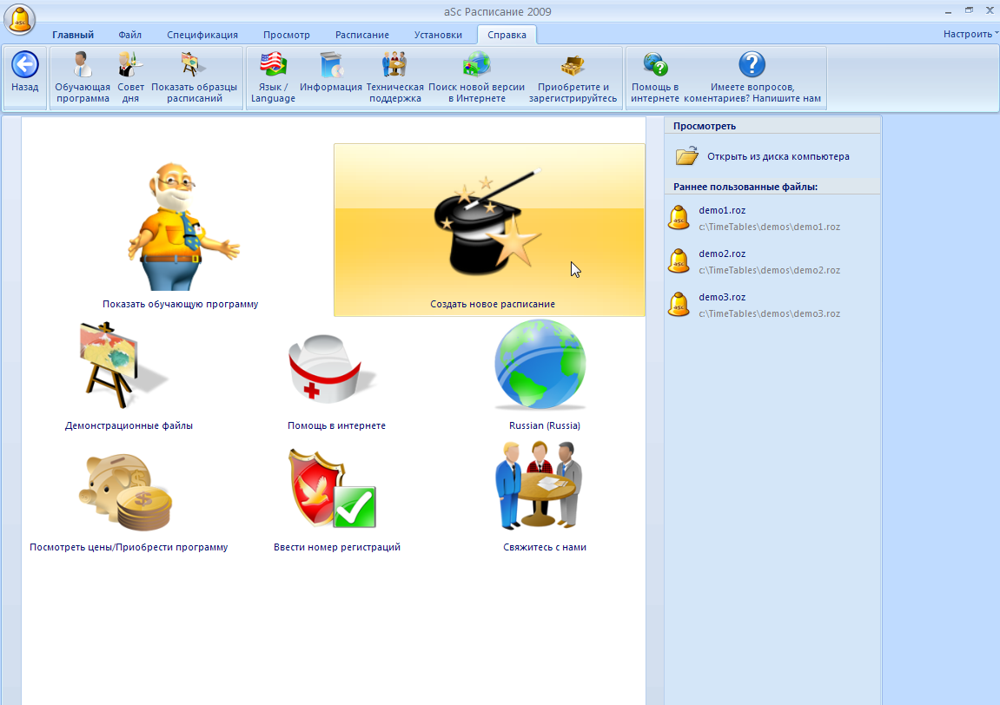 aSc Расписание 2009
aSc
Главный Файл Спецификация Просмотр Расписание Установки Справка Настроить
Назад
Обучающая программа
Совет дня
Показать образцы расписаний
Язык / Language
Информация
Техническая поддержка
Поиск новой версии в Интернете
Приобретите и зарегистрируйтесь
Помощь в интернете
Имеете вопросов, коментариев? Напишите нам
Показать обучающую программу
Создать новое расписание
Демонстрационные файлы
Помощь в интернете
Russian (Russia)
Посмотреть цены/Приобрести программу
Ввести номер регистраций
Свяжитесь с нами
Просмотреть
Открыть из диска компьютера
Раннее пользованные файлы:
aSc
demo1.roz
c:\TimeTables\demos\demo1.roz
aSc
demo2.roz
c:\TimeTables\demos\demo2.roz
aSc
demo3.roz
c:\TimeTables\demos\demo3.roz